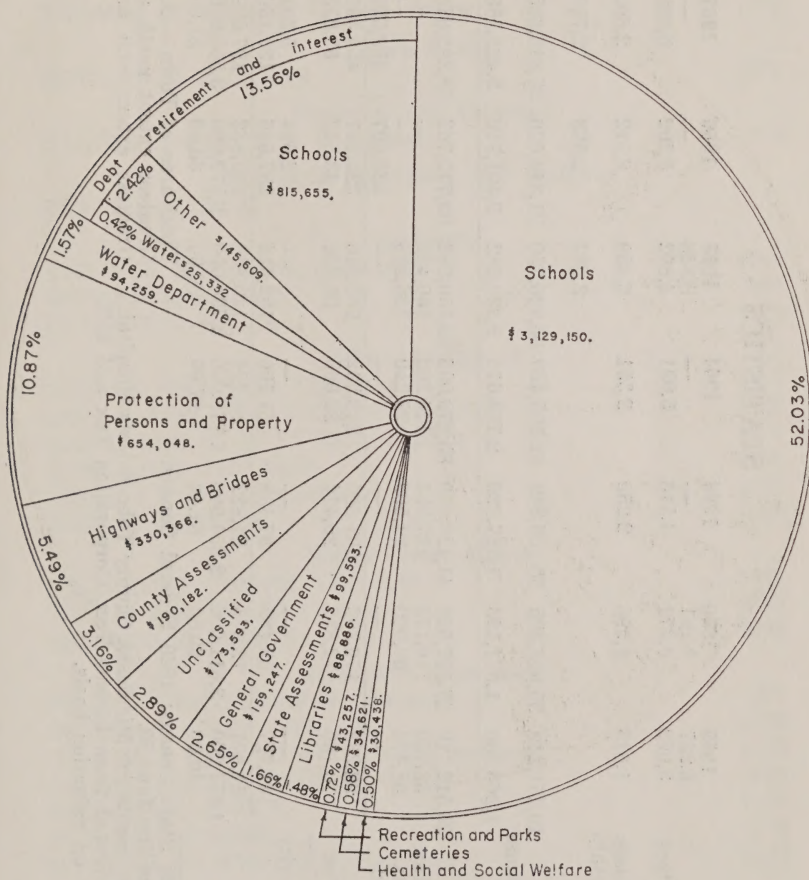 Debt retirement and interest
13.56%
Schools
$815,655.
2.42%
Other $145,609.
0.42% Water $25,332
1.57%
Water Department
$94,259.
Schools
$3,129,150.
52.03%
10.87%
Protection of
Persons and Property
$654,048.
Highways and Bridges
$330,366.
5.49%
County Assessments
$190,182.
3.16%
Unclassified
$173,593.
2.89%
General Government
$159,247.
2.65%
State Assessments $99,593.
1.66%
Libraries $88,886.
1.48%
0.72% $43,257.
0.58% $34,621.
0.50% $30,438.
Recreation and Parks
Cemeteries
Health and Social Welfare